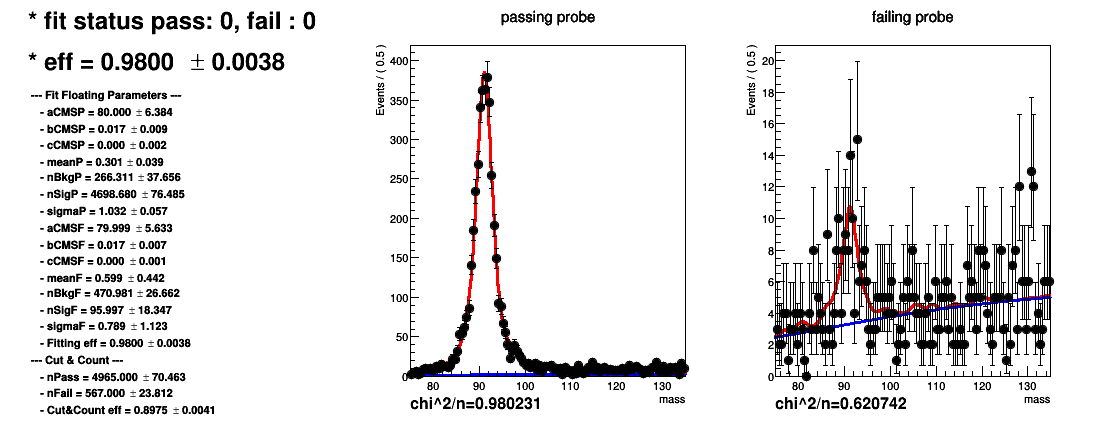 * fit status pass: 0, fail : 0
* eff = 0.9800 ± 0.0038
--- Fit Floating Parameters ---
- aCMSP = 80.000 ± 6.384
- bCMSP = 0.017 ± 0.009
- cCMSP = 0.000 ± 0.002
- meanP = 0.301 ± 0.039
- nBkgP = 266.311 ± 37.656
- nSigP = 4698.680 ± 76.485
- sigmaP = 1.032 ± 0.057
- aCMSF = 79.999 ± 5.633
- bCMSF = 0.017 ± 0.007
- cCMSF = 0.000 ± 0.001
- meanF = 0.599 ± 0.442
- nBkgF = 470.981 ± 26.662
- nSigF = 95.997 ± 18.347
- sigmaF = 0.789 ± 1.123
- Fitting eff = 0.9800 ± 0.0038
--- Cut & Count ---
- nPass = 4965.000 ± 70.463
- nFail = 567.000 ± 23.812
- Cut&Count eff = 0.8975 ± 0.0041
passing probe
Events / ( 0.5 )
400
350
300
250
200
150
100
50
0
80 90 100 110 120 130
mass
chi^2/n=0.980231
failing probe
Events / ( 0.5 )
20
18
16
14
12
10
8
6
4
2
0
80 90 100 110 120 130
mass
chi^2/n=0.620742